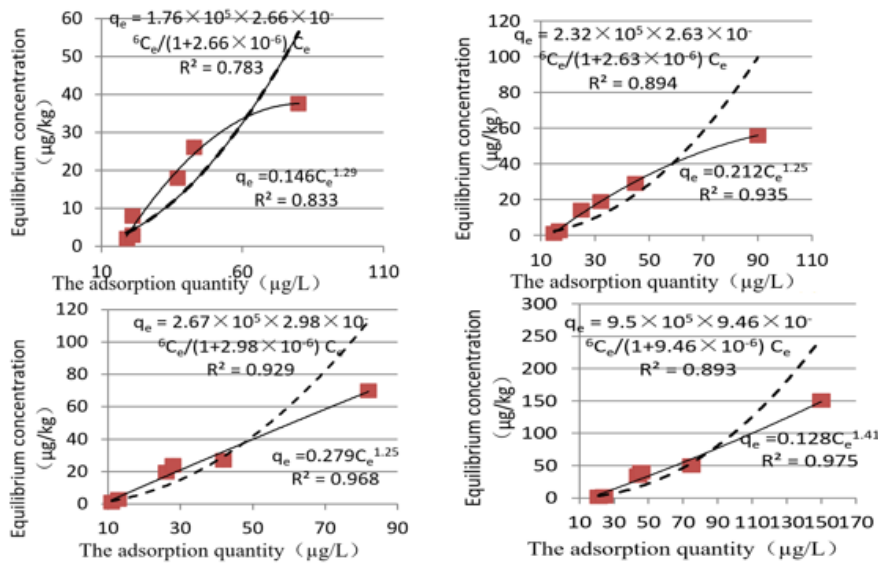 Equilibrium concentration
(μg/kg)
60
50
40
30
20
10
0
qₑ = 1.76×10⁵×2.66×10⁻
⁶Cₑ/(1+2.66×10⁻⁶) Cₑ
R² = 0.783
qₑ =0.146Cₑ¹·²⁹
R² = 0.833
10 60 110
The adsorption quantity(μg/L)
Equilibrium concentration
(μg/kg)
120
100
80
60
40
20
0
qₑ = 2.32×10⁵×2.63×10⁻
⁶Cₑ/(1+2.63×10⁻⁶) Cₑ
R² = 0.894
qₑ =0.212Cₑ¹·²⁵
R² = 0.935
10 30 50 70 90 110
The adsorption quantity(μg/L)
Equilibrium concentration
(μg/kg)
120
100
80
60
40
20
0
qₑ = 2.67×10⁵×2.98×10⁻
⁶Cₑ/(1+2.98×10⁻⁶) Cₑ
R² = 0.929
qₑ =0.279Cₑ¹·²⁵
R² = 0.968
10 30 50 70 90
The adsorption quantity(μg/L)
Equilibrium concentration
(μg/kg)
300
250
200
150
100
50
0
qₑ = 9.5×10⁵×9.46×10⁻
⁶Cₑ/(1+9.46×10⁻⁶) Cₑ
R² = 0.893
qₑ =0.128Cₑ¹·⁴¹
R² = 0.975
10 30 50 70 90 110 130 150 170
The adsorption quantity(μg/L)